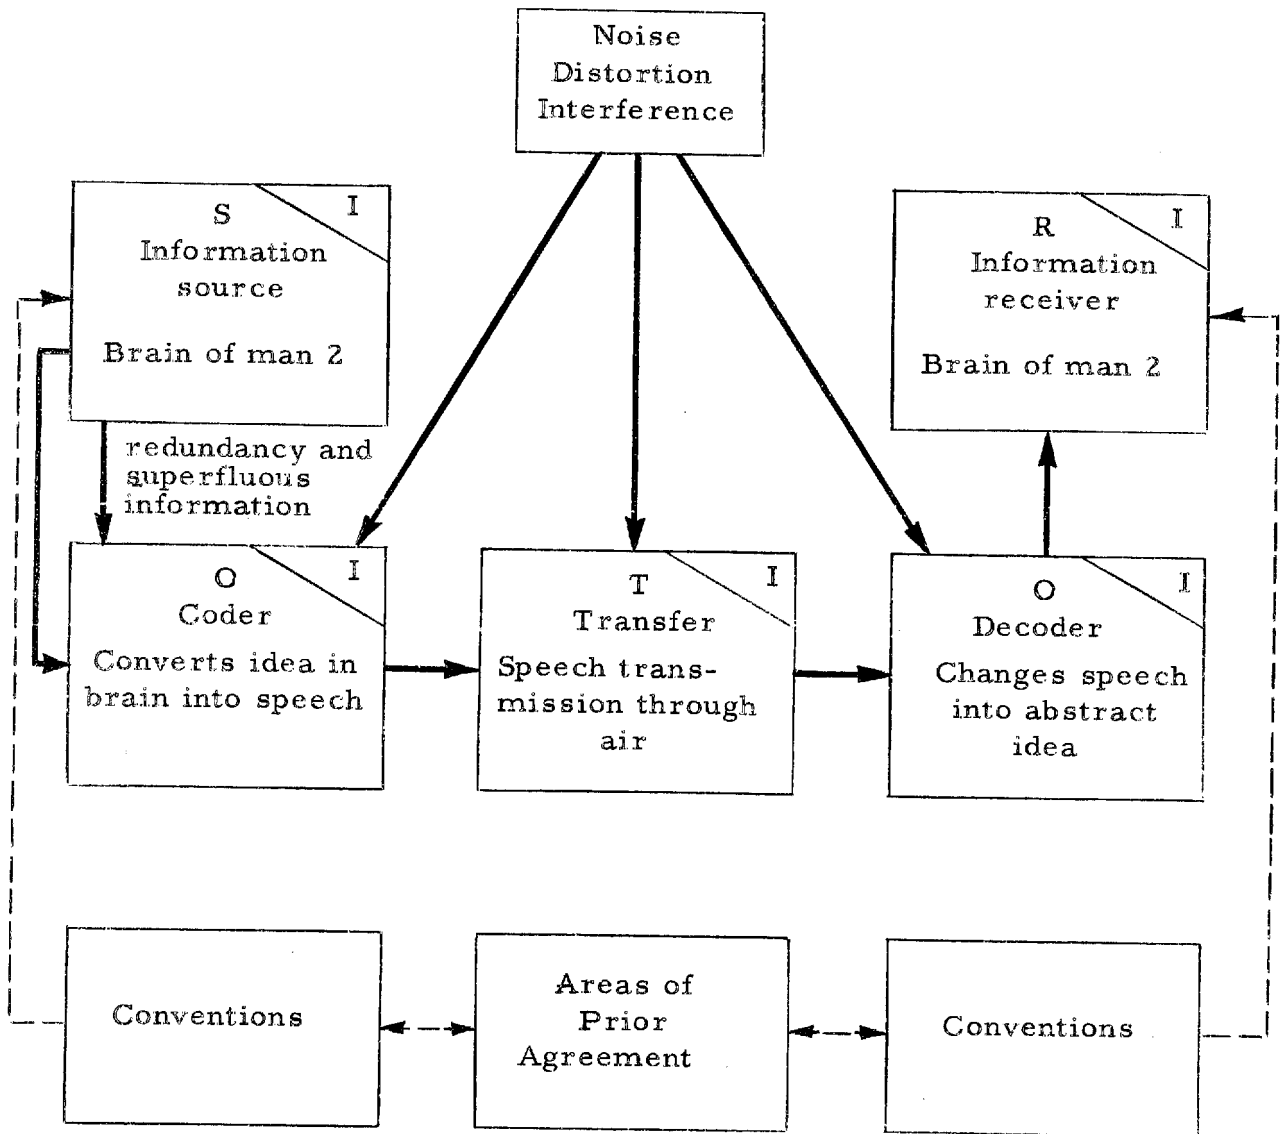 Noise
Distortion
Interference
S
I
Information
source
Brain of man 2
R
I
Information
receiver
Brain of man 2
redundancy and
superfluous
information
O
I
Coder
Converts idea in
brain into speech
T
I
Transfer
Speech trans-
mission through
air
O
I
Decoder
Changes speech
into abstract
idea
Conventions
Areas of
Prior
Agreement
Conventions